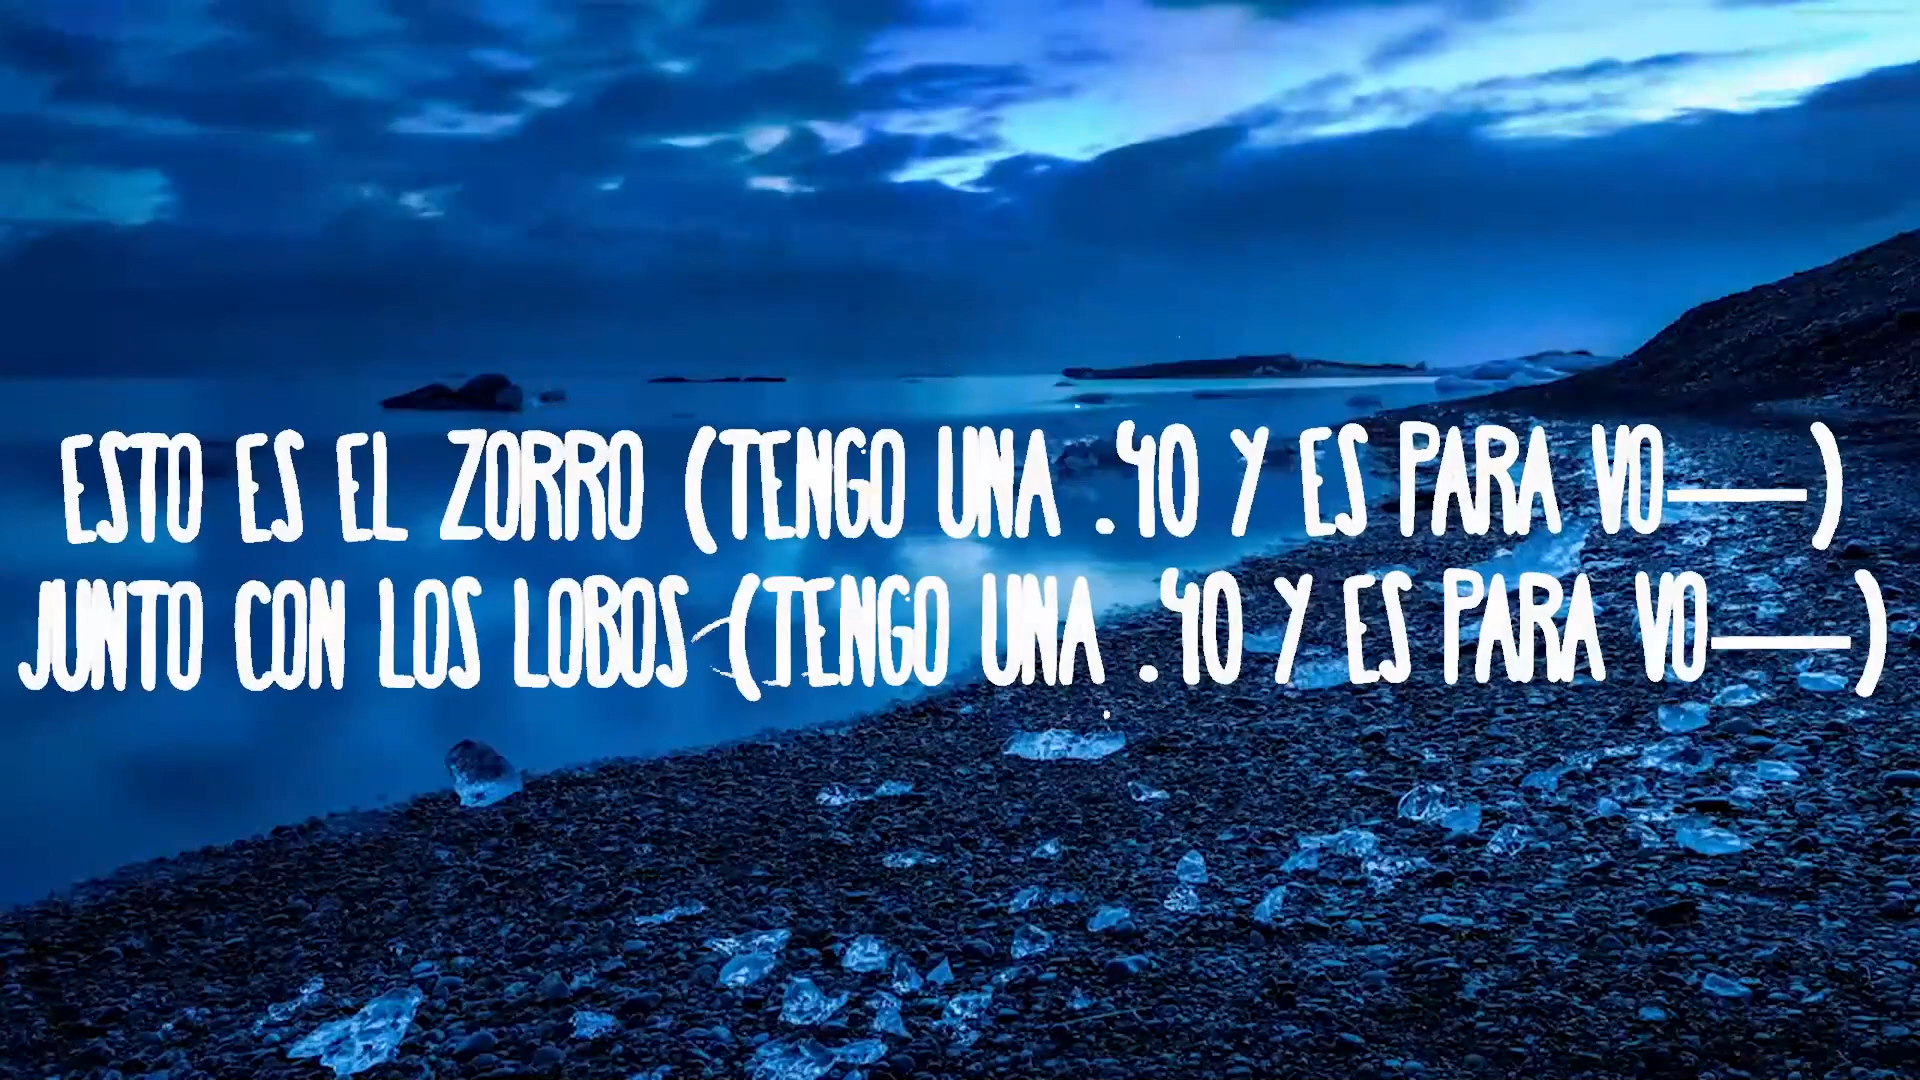 ESTO ES EL ZORRO (TENGO UNA .40 Y ES PARA VO——)
JUNTO CON LOS LOBOS (TENGO UNA .40 Y ES PARA VO——)